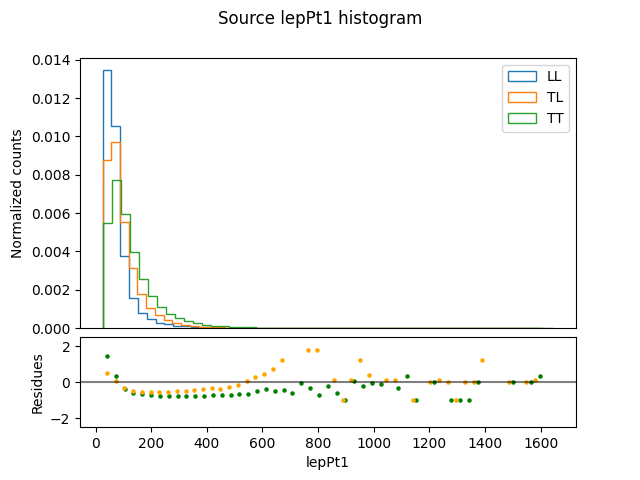 Source lepPt1 histogram
0.014
0.012
0.010
0.008
0.006
0.004
0.002
0.000
Normalized counts
LL
TL
TT
2
0
−2
Residues
0 200 400 600 800 1000 1200 1400 1600
lepPt1